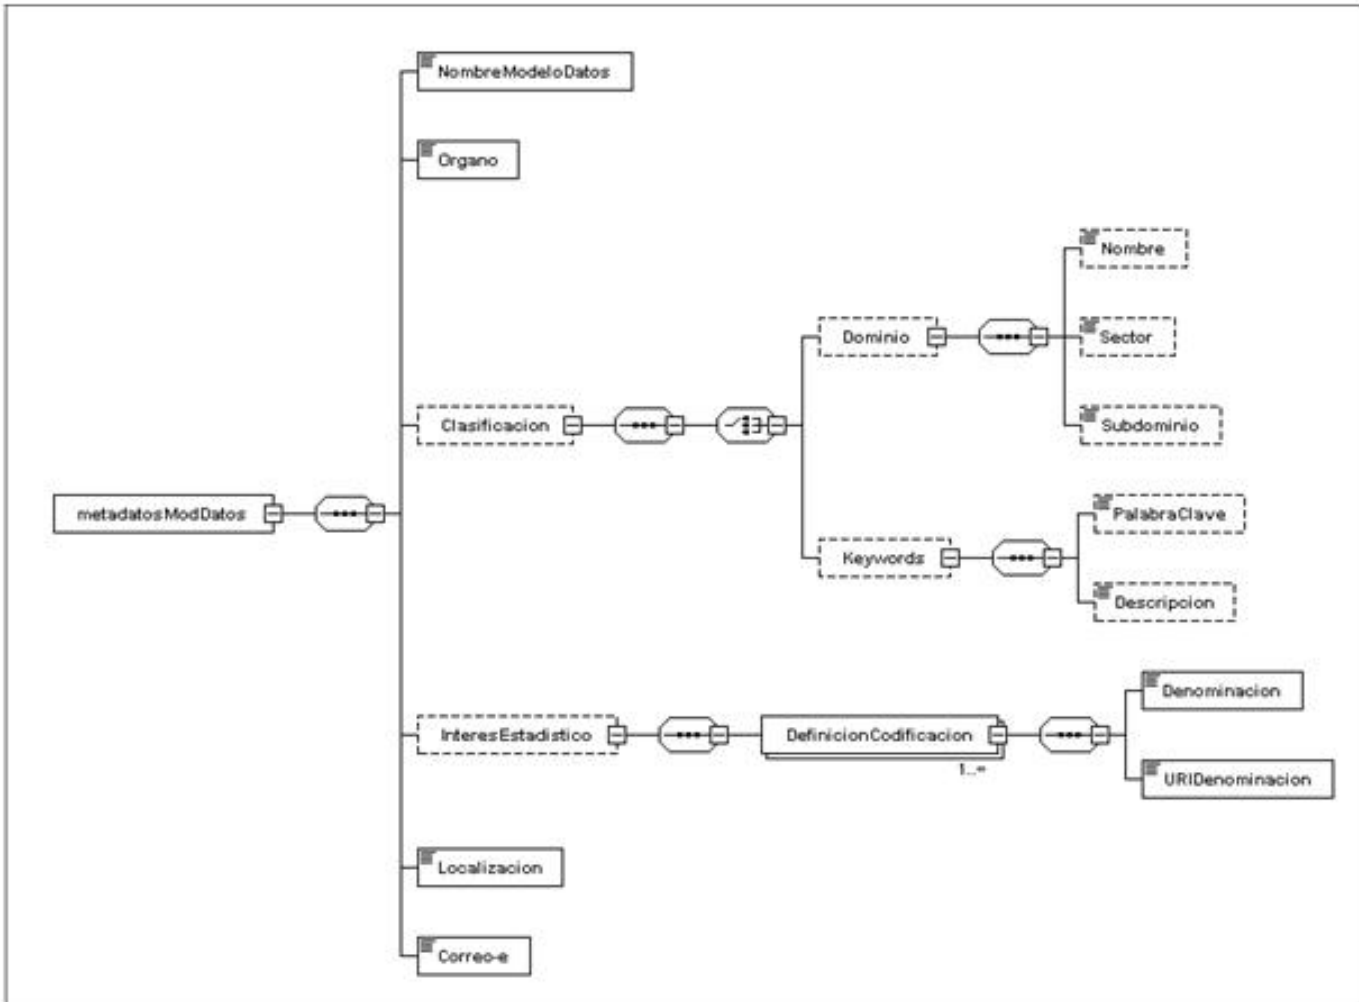 NombreModeloDatos
Organo
Nombre
Dominio
Sector
Clasificacion
Subdominio
metadatosModDatos
PalabraClave
Keywords
Descripcion
Denominacion
InteresEstadistico
DefinicionCodificacion
1..∞
URIDenominacion
Localizacion
Correo-e